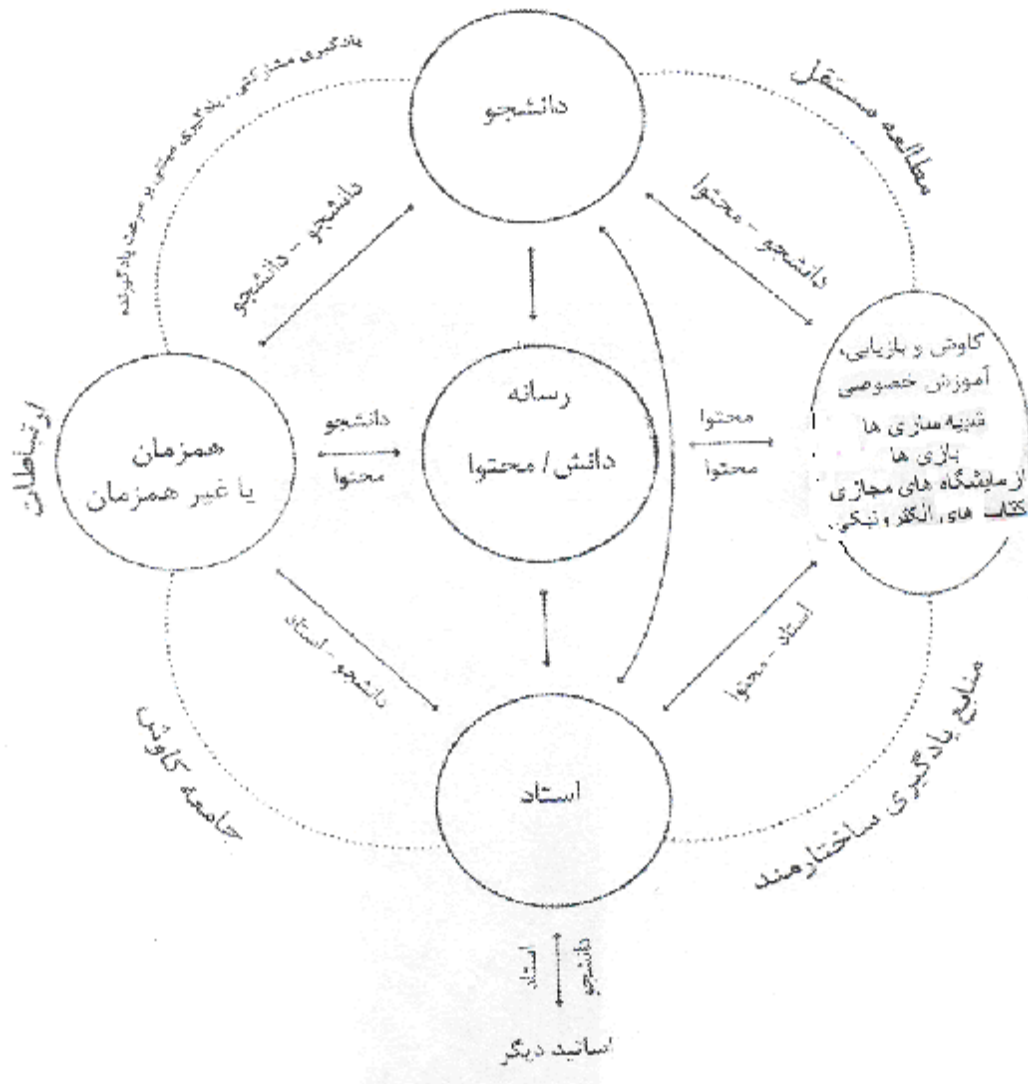 دانشجو
یادگیری مشارکتی - یادگیری مبتنی بر سرعت یادگیرنده
مطالعه مستقل
دانشجو - دانشجو
دانشجو - محتوا
ارتباطات
همزمان
یا غیر همزمان
دانشجو
محتوا
رسانه
دانش / محتوا
محتوا
محتوا
کاوش و بازیابی،
آموزش خصوصی
شبیه سازی ها
بازی ها
آزمایشگاه های مجازی
کتاب های الکترونیکی،
دانشجو - استاد
استاد - محتوا
جامعه کاوش
منابع یادگیری ساختارمند
استاد
استاد
دانشجو
اساتید دیگر